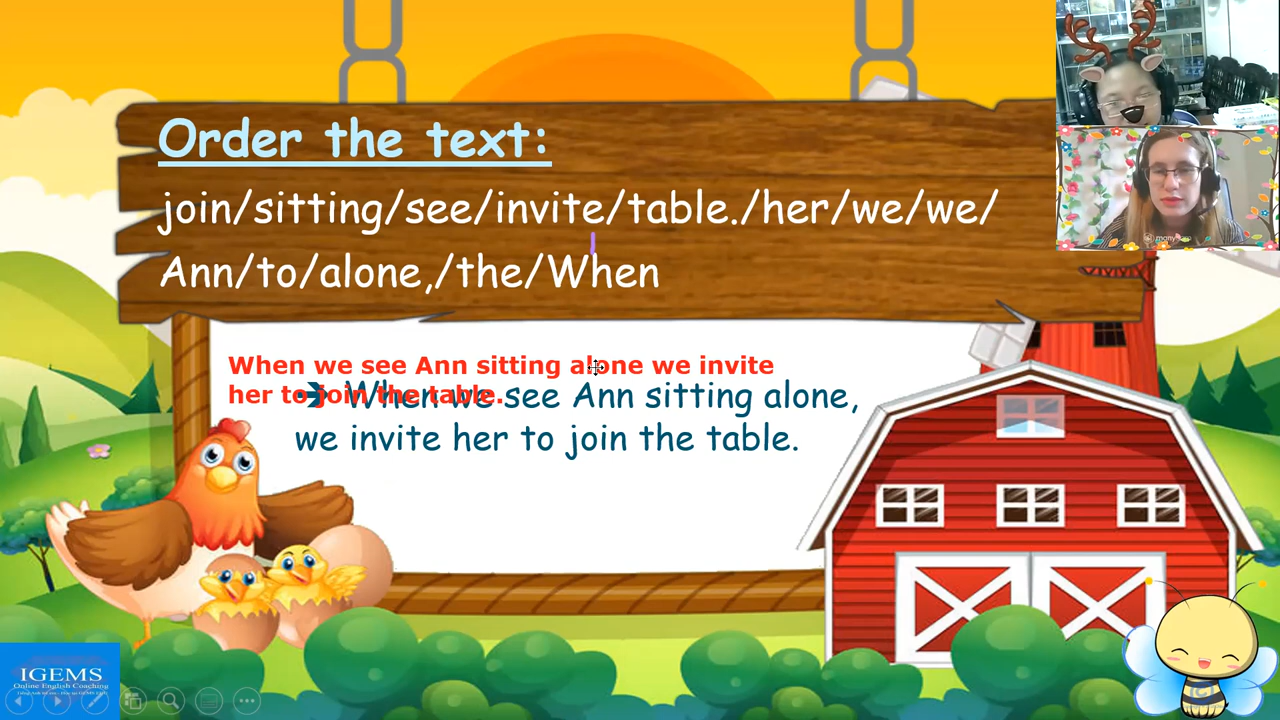 Order the text:
join/sitting/see/invite/table./her/we/we/
Ann/to/alone,/the/When
When we see Ann sitting alone we invite
her to join the table.
➔ When we see Ann sitting alone,
we invite her to join the table.
IGEMS
Online English Coaching